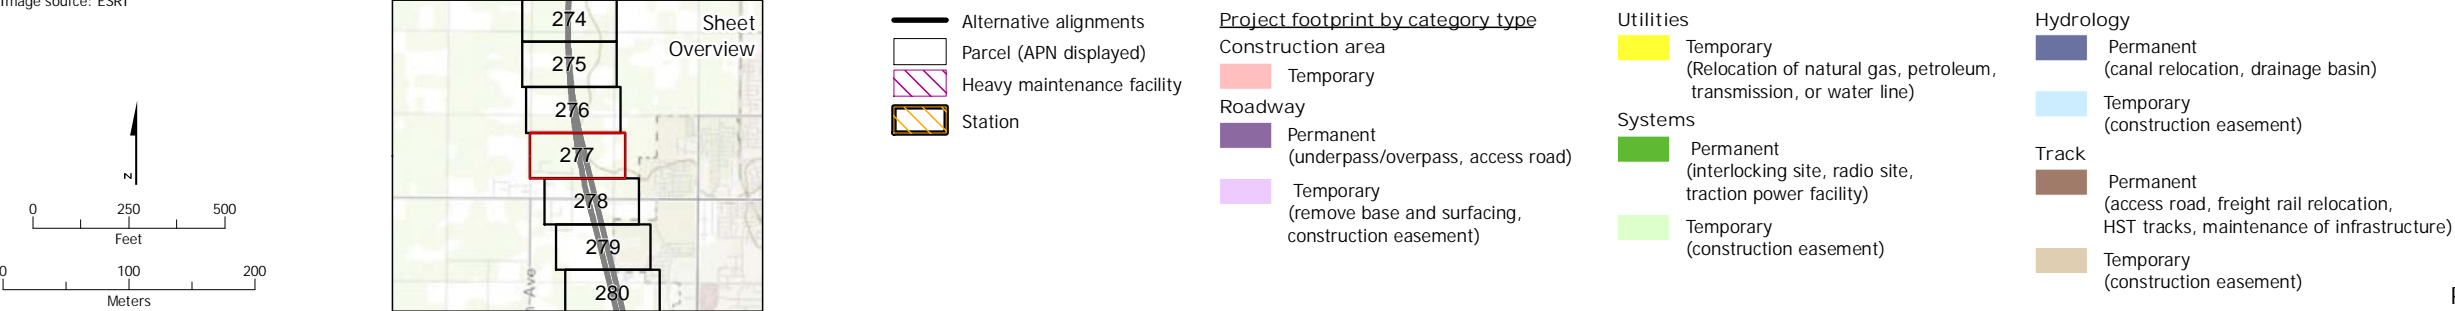 Image source: ESRI
N
0 250 500
Feet
0 100 200
Meters
Sheet
Overview
274
275
276
277
278
279
280
-Ave
Alternative alignments
Parcel (APN displayed)
Heavy maintenance facility
Station
Project footprint by category type
Construction area
Temporary
Roadway
Permanent
(underpass/overpass, access road)
Temporary
(remove base and surfacing,
construction easement)
Utilities
Temporary
(Relocation of natural gas, petroleum,
transmission, or water line)
Systems
Permanent
(interlocking site, radio site,
traction power facility)
Temporary
(construction easement)
Hydrology
Permanent
(canal relocation, drainage basin)
Temporary
(construction easement)
Track
Permanent
(access road, freight rail relocation,
HST tracks, maintenance of infrastructure)
Temporary
(construction easement)